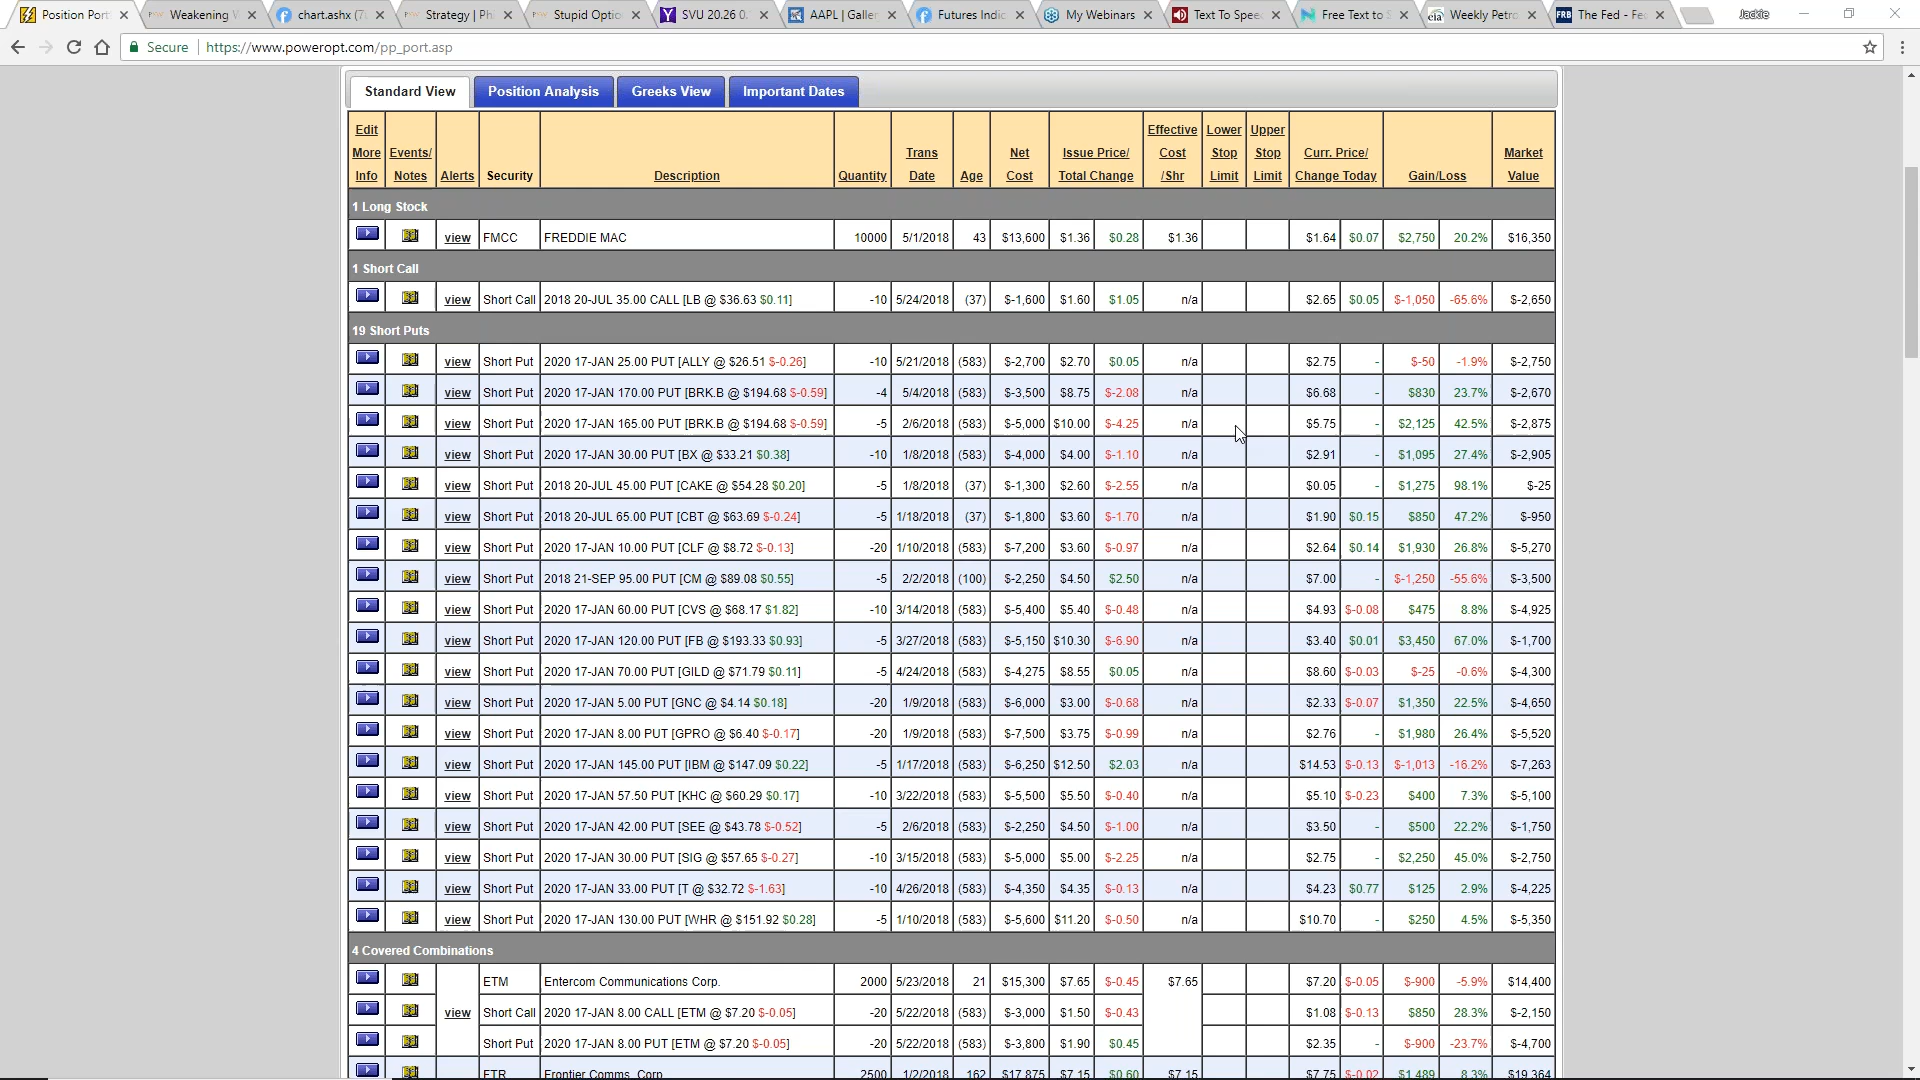 Position Port
Weakening
chart.ashx (7
Strategy | Ph
Stupid Optio
SVU 20.26 0.
AAPL | Galler
Futures Indic
My Webinars
Text To Spee
Free Text to S
Weekly Petro
The Fed - Fe
Jackie
Secure https://www.poweropt.com/pp_port.asp
Standard View Position Analysis Greeks View Important Dates
Edit More Info Events/ Notes Alerts Security Description Quantity Trans Date Age Net Cost Issue Price/ Total Change Effective Cost /Shr Lower Stop Limit Upper Stop Limit Curr. Price/ Change Today Gain/Loss Market Value
1 Long Stock
view FMCC FREDDIE MAC 10000 5/1/2018 43 $13,600 $1.36 $0.28 $1.36 $1.64 $0.07 $2,750 20.2% $16,350
1 Short Call
view Short Call 2018 20-JUL 35.00 CALL [LB @ $36.63 $0.11] -10 5/24/2018 (37) $-1,600 $1.60 $1.05 n/a $2.65 $0.05 $-1,050 -65.6% $-2,650
19 Short Puts
view Short Put 2020 17-JAN 25.00 PUT [ALLY @ $26.51 $-0.26] -10 5/21/2018 (583) $-2,700 $2.70 $0.05 n/a $2.75 - $-50 -1.9% $-2,750
view Short Put 2020 17-JAN 170.00 PUT [BRK.B @ $194.68 $-0.59] -4 5/4/2018 (583) $-3,500 $8.75 $-2.08 n/a $6.68 - $830 23.7% $-2,670
view Short Put 2020 17-JAN 165.00 PUT [BRK.B @ $194.68 $-0.59] -5 2/6/2018 (583) $-5,000 $10.00 $-4.25 n/a $5.75 - $2,125 42.5% $-2,875
view Short Put 2020 17-JAN 30.00 PUT [BX @ $33.21 $0.38] -10 1/8/2018 (583) $-4,000 $4.00 $-1.10 n/a $2.91 - $1,095 27.4% $-2,905
view Short Put 2018 20-JUL 45.00 PUT [CAKE @ $54.28 $0.20] -5 1/8/2018 (37) $-1,300 $2.60 $-2.55 n/a $0.05 - $1,275 98.1% $-25
view Short Put 2018 20-JUL 65.00 PUT [CBT @ $63.69 $-0.24] -5 1/18/2018 (37) $-1,800 $3.60 $-1.70 n/a $1.90 $0.15 $850 47.2% $-950
view Short Put 2020 17-JAN 10.00 PUT [CLF @ $8.72 $-0.13] -20 1/10/2018 (583) $-7,200 $3.60 $-0.97 n/a $2.64 $0.14 $1,930 26.8% $-5,270
view Short Put 2018 21-SEP 95.00 PUT [CM @ $89.08 $0.55] -5 2/2/2018 (100) $-2,250 $4.50 $2.50 n/a $7.00 - $-1,250 -55.6% $-3,500
view Short Put 2020 17-JAN 60.00 PUT [CVS @ $68.17 $1.82] -10 3/14/2018 (583) $-5,400 $5.40 $-0.48 n/a $4.93 $-0.08 $475 8.8% $-4,925
view Short Put 2020 17-JAN 120.00 PUT [FB @ $193.33 $0.93] -5 3/27/2018 (583) $-5,150 $10.30 $-6.90 n/a $3.40 $0.01 $3,450 67.0% $-1,700
view Short Put 2020 17-JAN 70.00 PUT [GILD @ $71.79 $0.11] -5 4/24/2018 (583) $-4,275 $8.55 $0.05 n/a $8.60 $-0.03 $-25 -0.6% $-4,300
view Short Put 2020 17-JAN 5.00 PUT [GNC @ $4.14 $0.18] -20 1/9/2018 (583) $-6,000 $3.00 $-0.68 n/a $2.33 $-0.07 $1,350 22.5% $-4,650
view Short Put 2020 17-JAN 8.00 PUT [GPRO @ $6.40 $-0.17] -20 1/9/2018 (583) $-7,500 $3.75 $-0.99 n/a $2.76 - $1,980 26.4% $-5,520
view Short Put 2020 17-JAN 145.00 PUT [IBM @ $147.09 $0.22] -5 1/17/2018 (583) $-6,250 $12.50 $2.03 n/a $14.53 $-0.13 $-1,013 -16.2% $-7,263
view Short Put 2020 17-JAN 57.50 PUT [KHC @ $60.29 $0.17] -10 3/22/2018 (583) $-5,500 $5.50 $-0.40 n/a $5.10 $-0.23 $400 7.3% $-5,100
view Short Put 2020 17-JAN 42.00 PUT [SEE @ $43.78 $-0.52] -5 2/6/2018 (583) $-2,250 $4.50 $-1.00 n/a $3.50 - $500 22.2% $-1,750
view Short Put 2020 17-JAN 30.00 PUT [SIG @ $57.65 $-0.27] -10 3/15/2018 (583) $-5,000 $5.00 $-2.25 n/a $2.75 - $2,250 45.0% $-2,750
view Short Put 2020 17-JAN 33.00 PUT [T @ $32.72 $-1.63] -10 4/26/2018 (583) $-4,350 $4.35 $-0.13 n/a $4.23 $0.77 $125 2.9% $-4,225
view Short Put 2020 17-JAN 130.00 PUT [WHR @ $151.92 $0.28] -5 1/10/2018 (583) $-5,600 $11.20 $-0.50 n/a $10.70 - $250 4.5% $-5,350
4 Covered Combinations
ETM Entercom Communications Corp. 2000 5/23/2018 21 $15,300 $7.65 $-0.45 $7.65 $7.20 $-0.05 $-900 -5.9% $14,400
view Short Call 2020 17-JAN 8.00 CALL [ETM @ $7.20 $-0.05] -20 5/22/2018 (583) $-3,000 $1.50 $-0.43 $1.08 $-0.13 $850 28.3% $-2,150
Short Put 2020 17-JAN 8.00 PUT [ETM @ $7.20 $-0.05] -20 5/22/2018 (583) $-3,800 $1.90 $0.45 $2.35 - $-900 -23.7% $-4,700
FTR Frontier Comms. Corp 2500 1/2/2018 162 $17,875 $7.15 $0.60 $7.15 $7.75 $-0.02 $1,489 8.3% $19,364